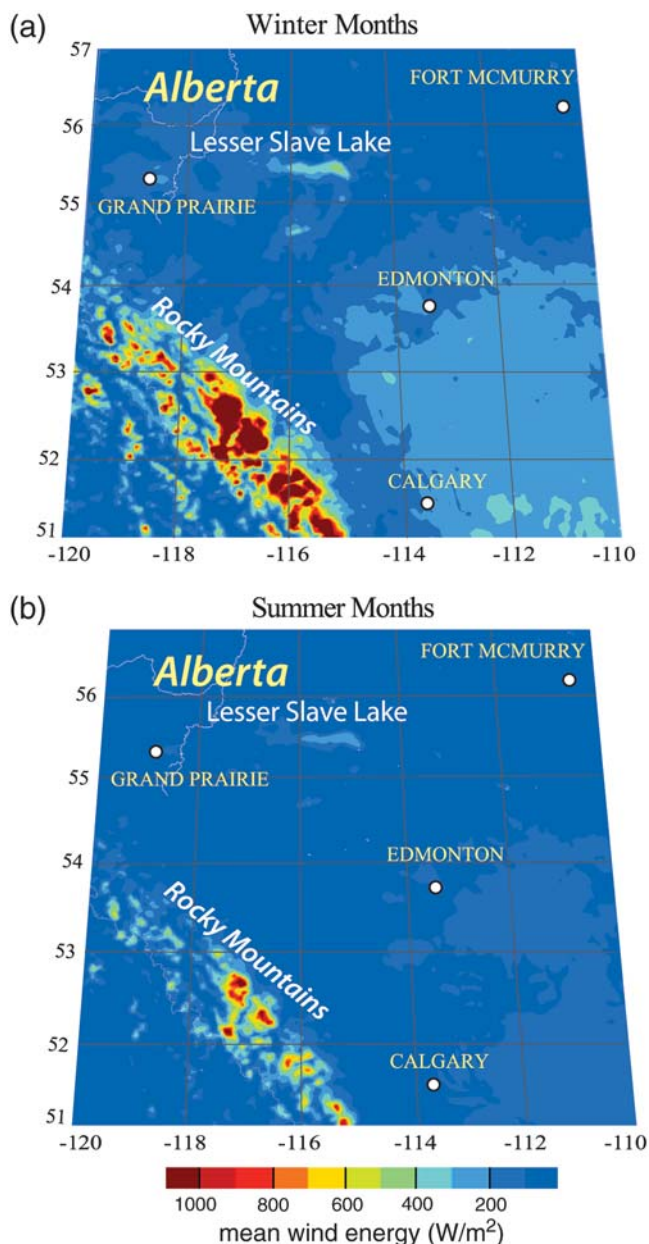 (a) Winter Months
57
FORT MCMURRY
Alberta
56
Lesser Slave Lake
GRAND PRAIRIE
55
54
EDMONTON
Rocky Mountains
53
52
CALGARY
51
-120 -118 -116 -114 -112 -110
(b) Summer Months
FORT MCMURRY
Alberta
56
Lesser Slave Lake
GRAND PRAIRIE
55
EDMONTON
54
Rocky Mountains
53
52
CALGARY
51
-120 -118 -116 -114 -112 -110
1000 800 600 400 200
mean wind energy (W/m²)